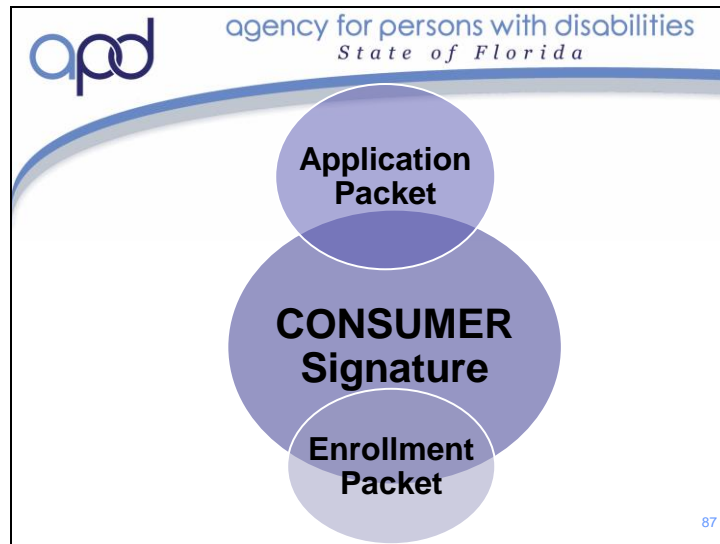 apd
agency for persons with disabilities
State of Florida
Application
Packet
CONSUMER
Signature
Enrollment
Packet
87